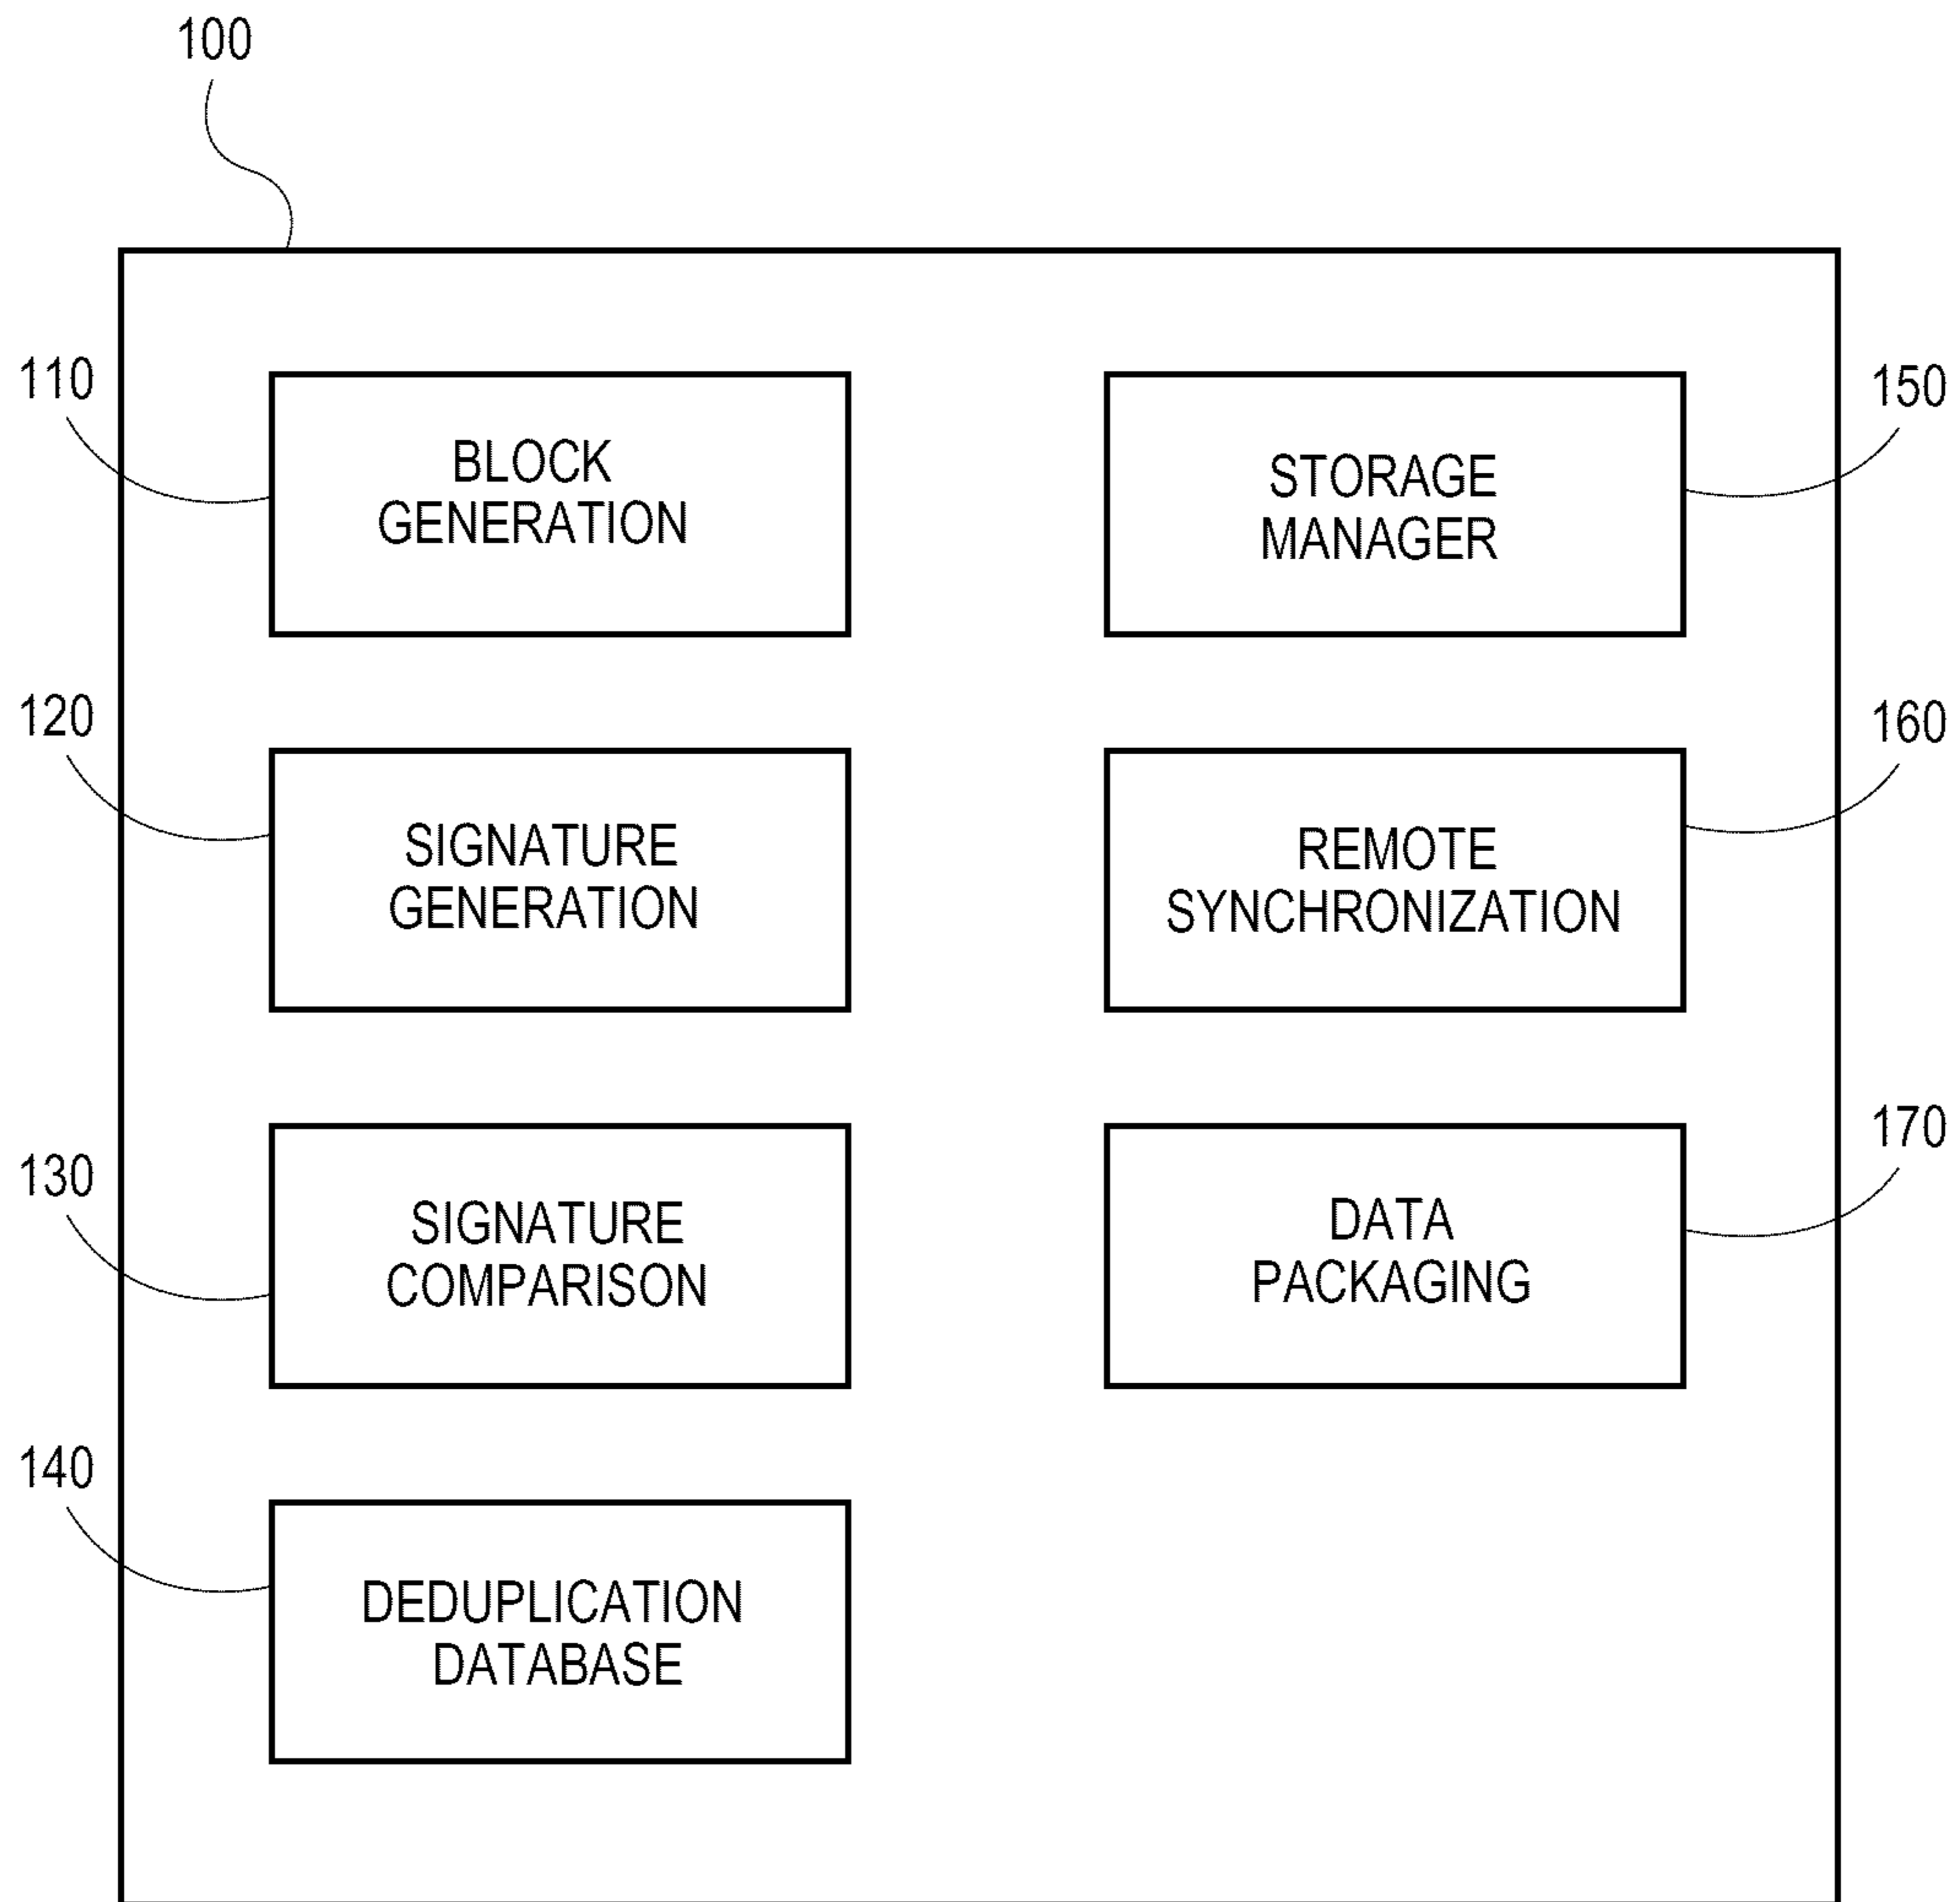 100
110
BLOCK
GENERATION
150
STORAGE
MANAGER
120
SIGNATURE
GENERATION
160
REMOTE
SYNCHRONIZATION
130
SIGNATURE
COMPARISON
170
DATA
PACKAGING
140
DEDUPLICATION
DATABASE